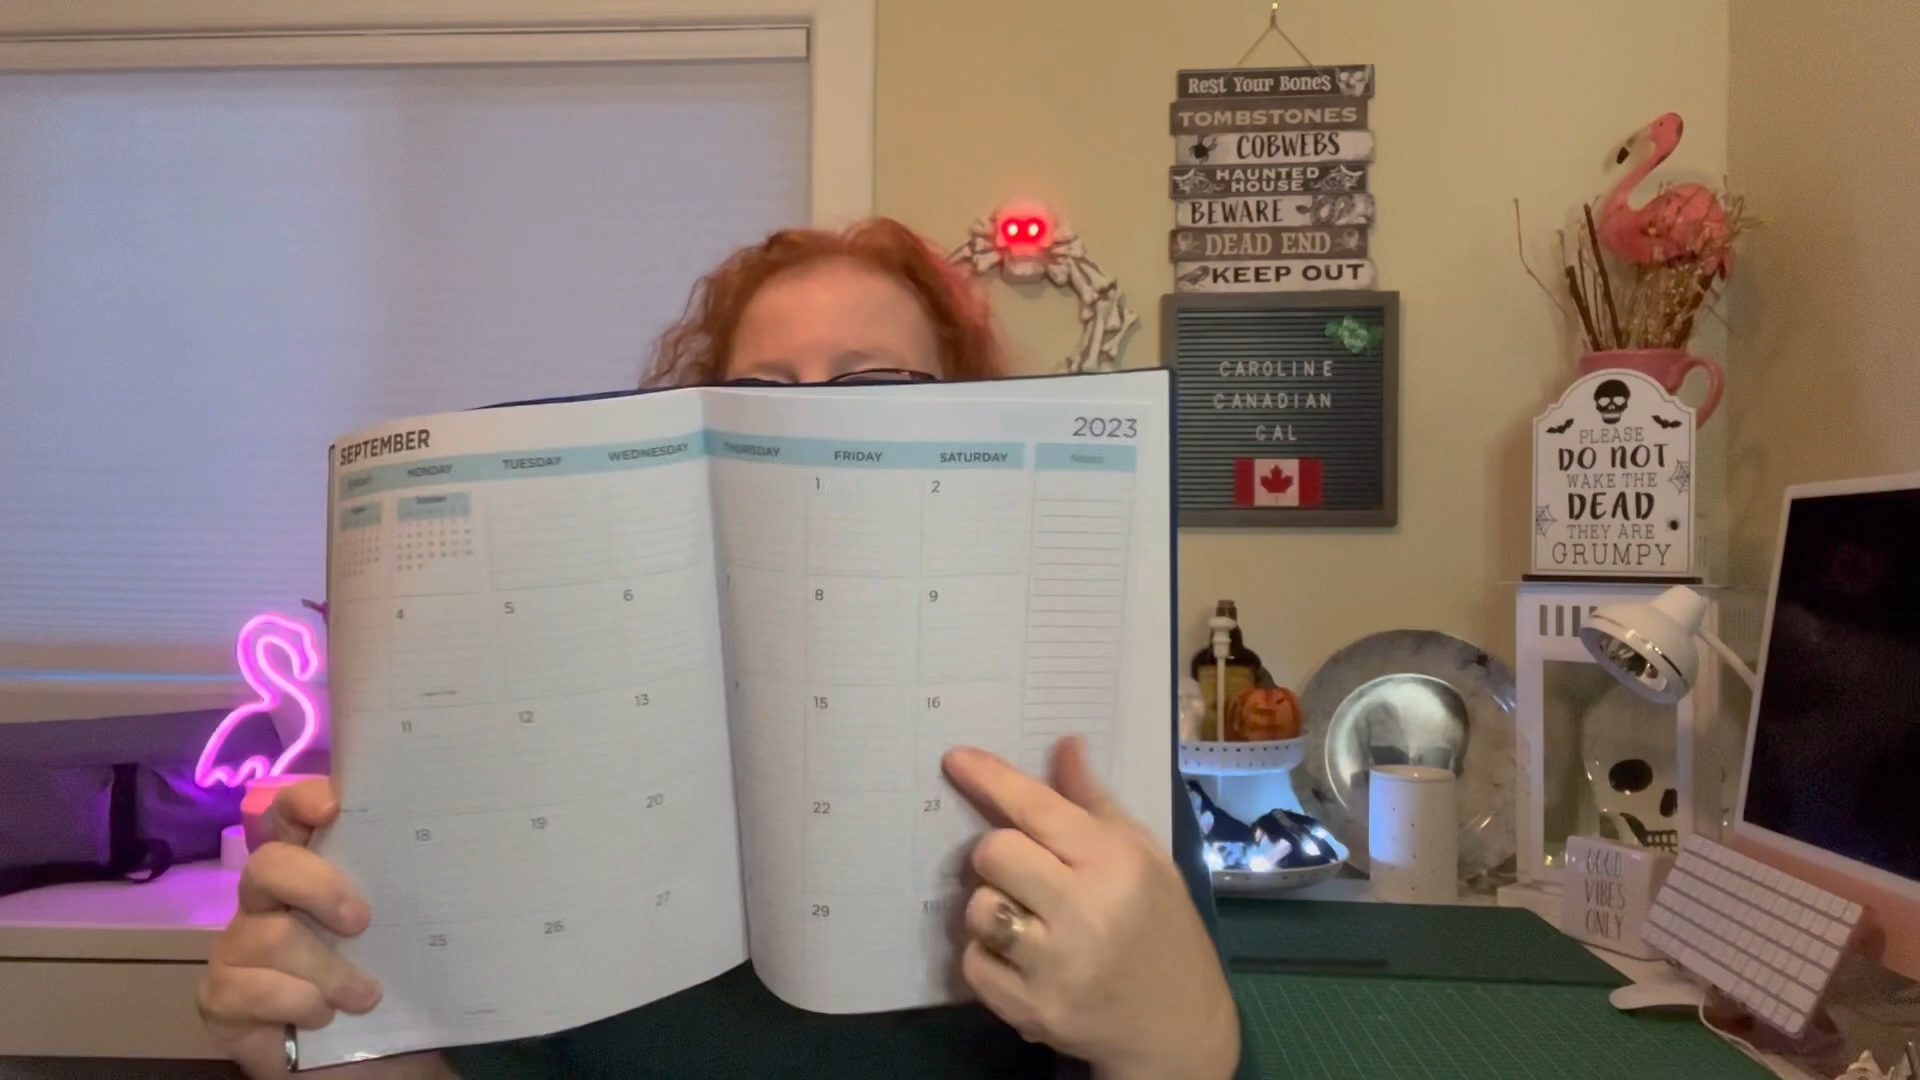 Rest Your Bones
TOMBSTONES
COBWEBS
HAUNTED
HOUSE
BEWARE
DEAD END
KEEP OUT
CAROLINE
CANADIAN
GAL
PLEASE
DO NOT
WAKE THE
DEAD
THEY ARE
GRUMPY
GOOD
VIBES
ONLY
SEPTEMBER 2023
MONDAY TUESDAY WEDNESDAY THURSDAY FRIDAY SATURDAY
1 2
4 5 6 7 8 9
11 12 13 15 16
18 19 20 22 23
25 26 27 29